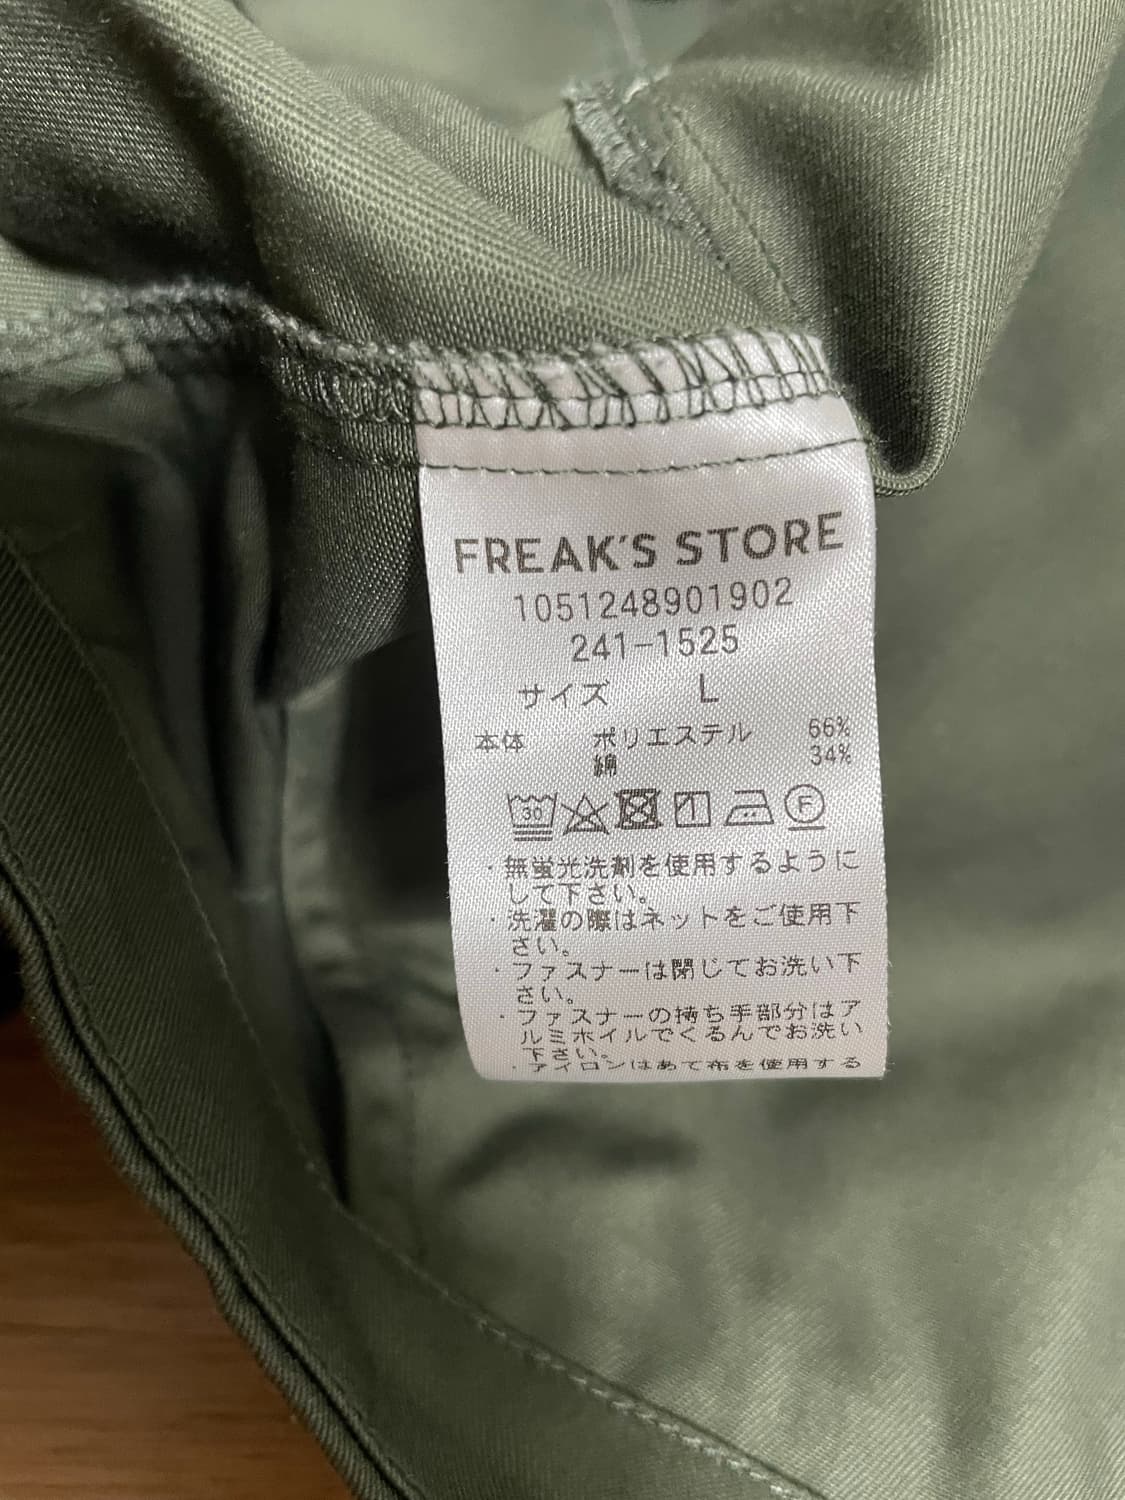 FREAK'S STORE
1051248901902
241-1525
サイズ L
本体 ポリエステル 66%
綿 34%
30
F
・無蛍光洗剤を使用するように
して下さい。
・洗濯の際はネットをご使用下
さい。
・ファスナーは閉じてお洗い下
さい。
・ファスナーの持ち手部分はア
ルミホイルでくるんでお洗い
下さい。
・アイロンはあて布を使用する